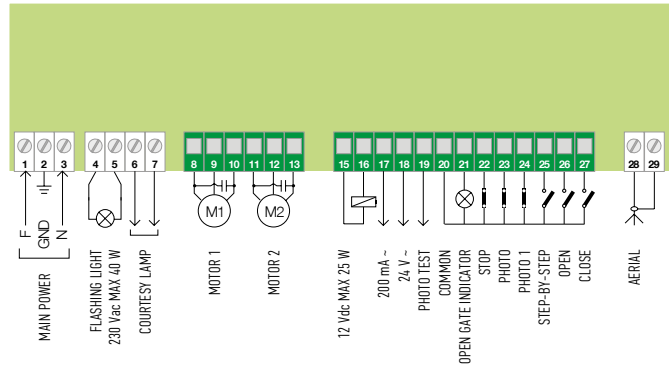 1 2 3 4 5 6 7 8 9 10 11 12 13 15 16 17 18 19 20 21 22 23 24 25 26 27 28 29
F
GND
N
M1
M2
MAIN POWER
FLASHING LIGHT
230 Vac MAX 40 W
COURTESY LAMP
MOTOR 1
MOTOR 2
12 Vdc MAX 25 W
200 mA ~
24 V ~
PHOTO TEST
COMMON
OPEN GATE INDICATOR
STOP
PHOTO
PHOTO 1
STEP-BY-STEP
OPEN
CLOSE
AERIAL